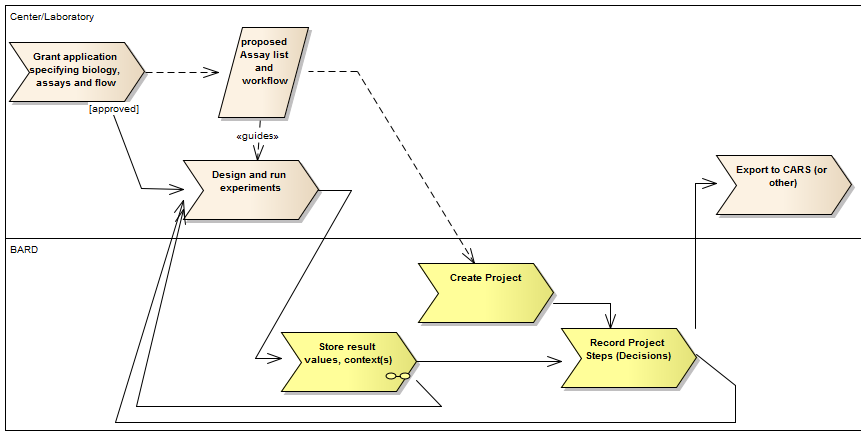 Center/Laboratory
Grant application
specifying biology,
assays and flow
proposed
Assay list
and
workflow
[approved]
«guides»
Design and run
experiments
Export to CARS (or
other)
BARD
Create Project
Store result
values, context(s)
Record Project
Steps (Decisions)